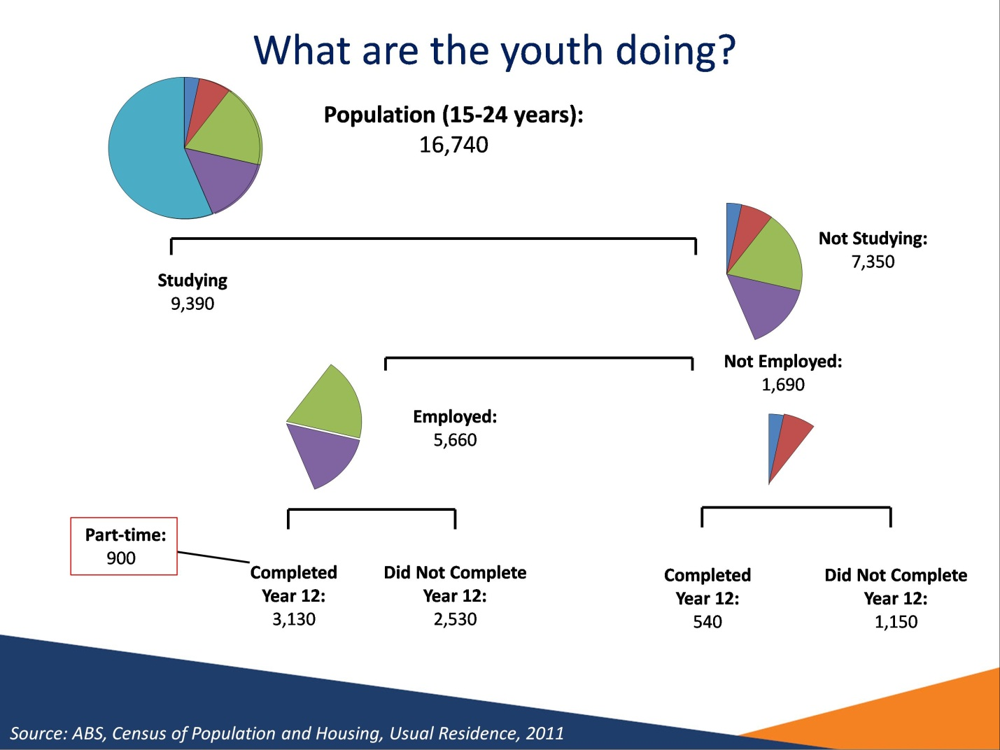 What are the youth doing?
Population (15-24 years):
16,740
Not Studying:
7,350
Studying
9,390
Not Employed:
1,690
Employed:
5,660
Part-time:
900
Completed
Year 12:
3,130
Did Not Complete
Year 12:
2,530
Completed
Year 12:
540
Did Not Complete
Year 12:
1,150
Source: ABS, Census of Population and Housing, Usual Residence, 2011